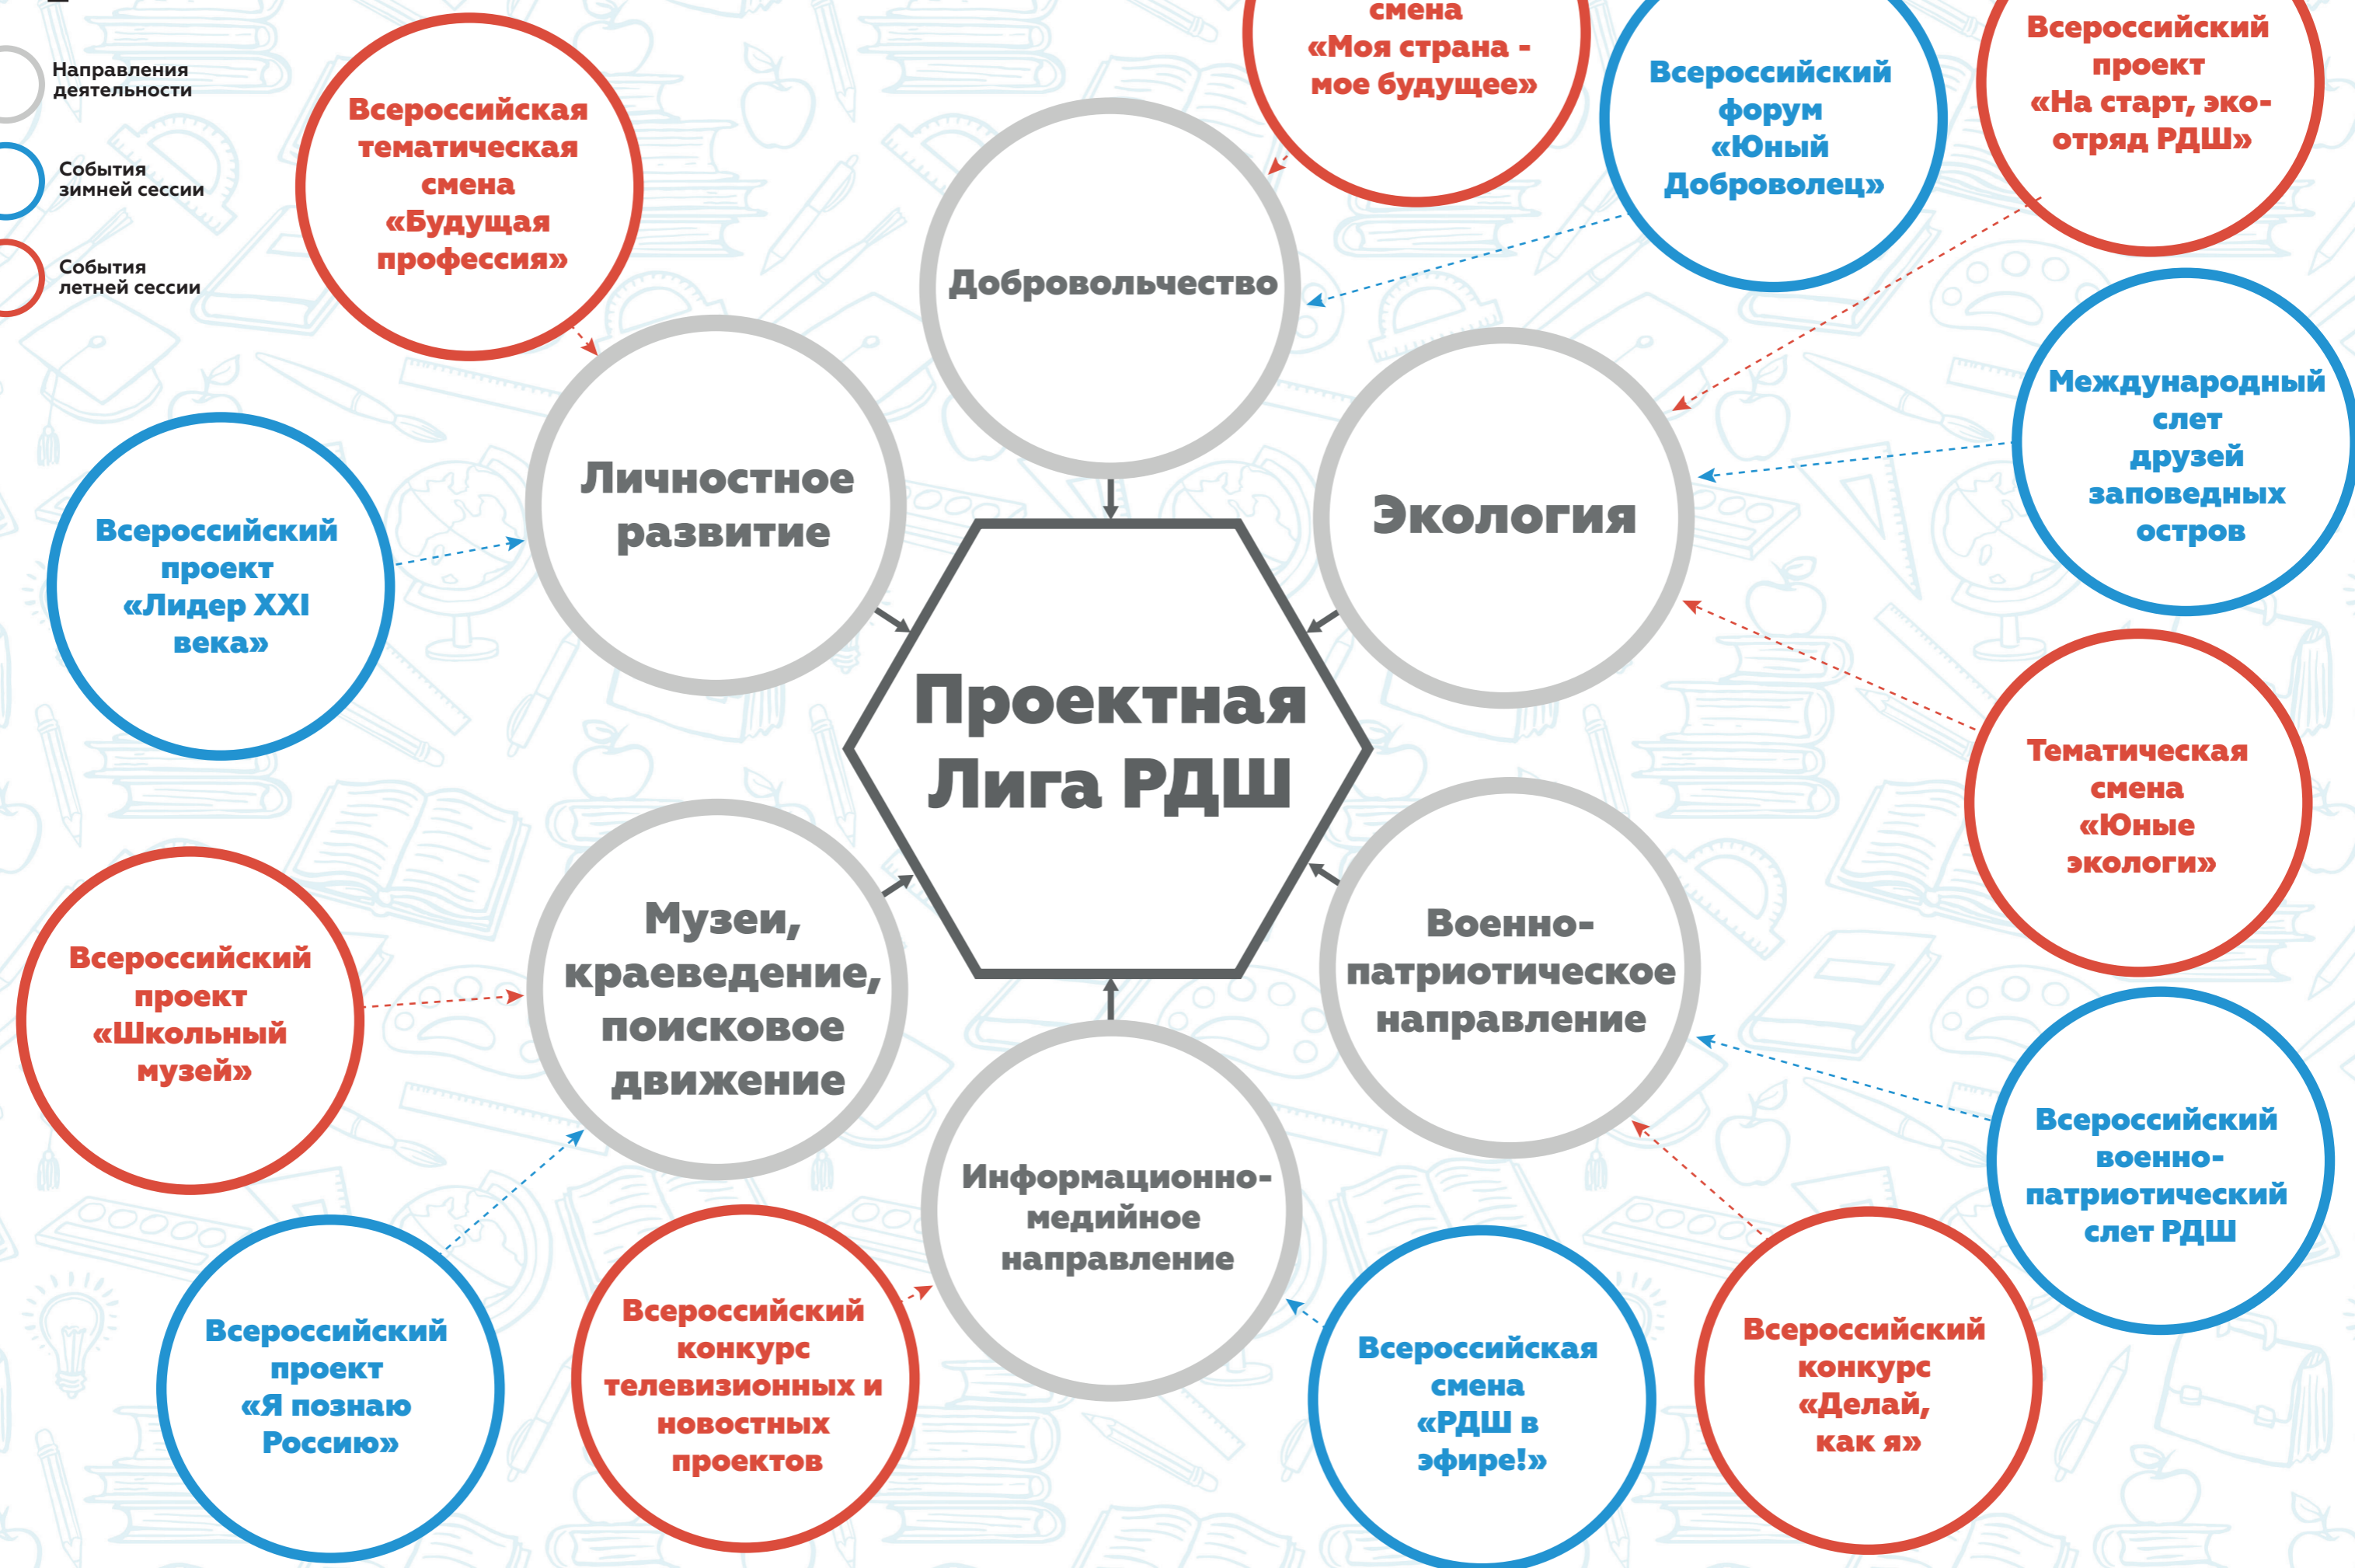 Направления
деятельности
События
зимней сессии
События
летней сессии
Всероссийская
тематическая
смена
«Будущая
профессия»
смена
«Моя страна -
мое будущее»
Всероссийский
форум
«Юный
Доброволец»
Всероссийский
проект
«На старт, эко-
отряд РДШ»
Добровольчество
Личностное
развитие
Экология
Международный
слет
друзей
заповедных
остров
Всероссийский
проект
«Лидер XXI
века»
Проектная
Лига РДШ
Тематическая
смена
«Юные
экологи»
Всероссийский
проект
«Школьный
музей»
Музеи,
краеведение,
поисковое
движение
Военно-
патриотическое
направление
Информационно-
медийное
направление
Всероссийский
военно-
патриотический
слет РДШ
Всероссийский
проект
«Я познаю
Россию»
Всероссийский
конкурс
телевизионных и
новостных
проектов
Всероссийская
смена
«РДШ в
эфире!»
Всероссийский
конкурс
«Делай,
как я»